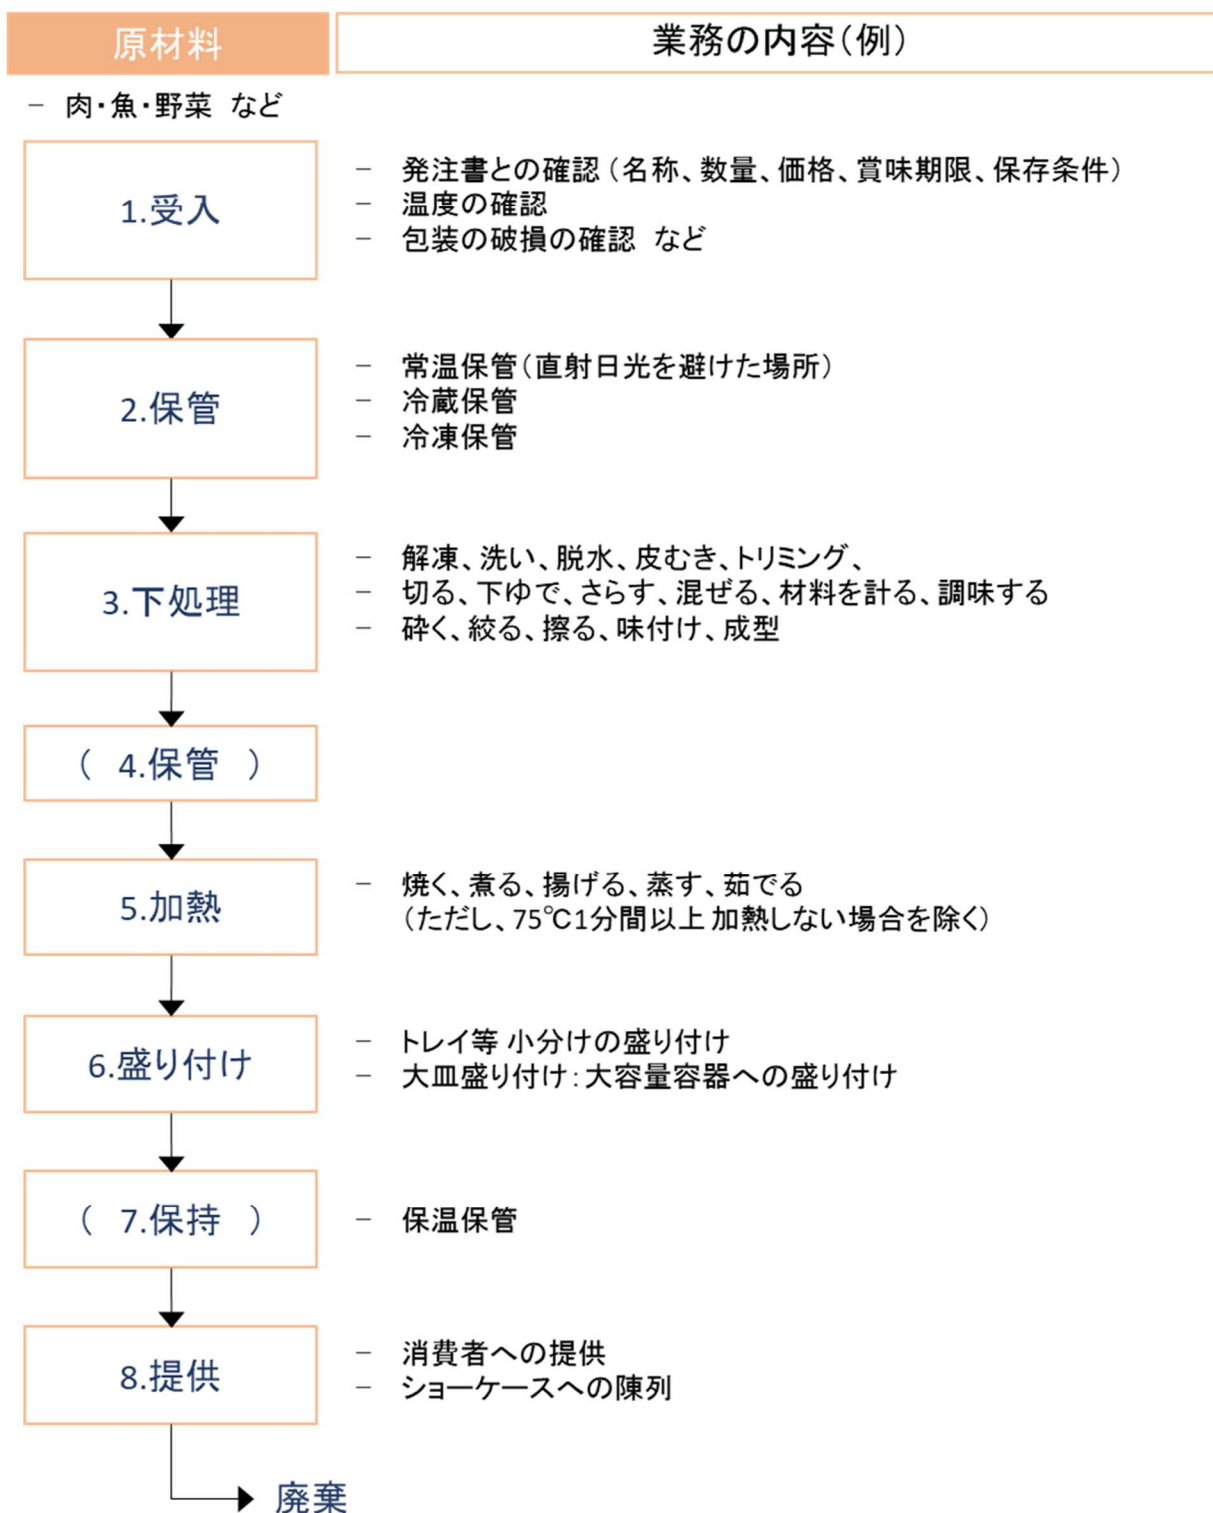 原材料
業務の内容（例）
－ 肉・魚・野菜 など
1.受入
－ 発注書との確認（名称、数量、価格、賞味期限、保存条件）
－ 温度の確認
－ 包装の破損の確認 など
2.保管
－ 常温保管（直射日光を避けた場所）
－ 冷蔵保管
－ 冷凍保管
3.下処理
－ 解凍、洗い、脱水、皮むき、トリミング、
－ 切る、下ゆで、さらす、混ぜる、材料を計る、調味する
－ 砕く、絞る、擦る、味付け、成型
（ 4.保管 ）
5.加熱
－ 焼く、煮る、揚げる、蒸す、茹でる
（ただし、75℃1分間以上 加熱しない場合を除く）
6.盛り付け
－ トレイ等 小分けの盛り付け
－ 大皿盛り付け：大容量容器への盛り付け
（ 7.保持 ）
－ 保温保管
8.提供
－ 消費者への提供
－ ショーケースへの陳列
廃棄